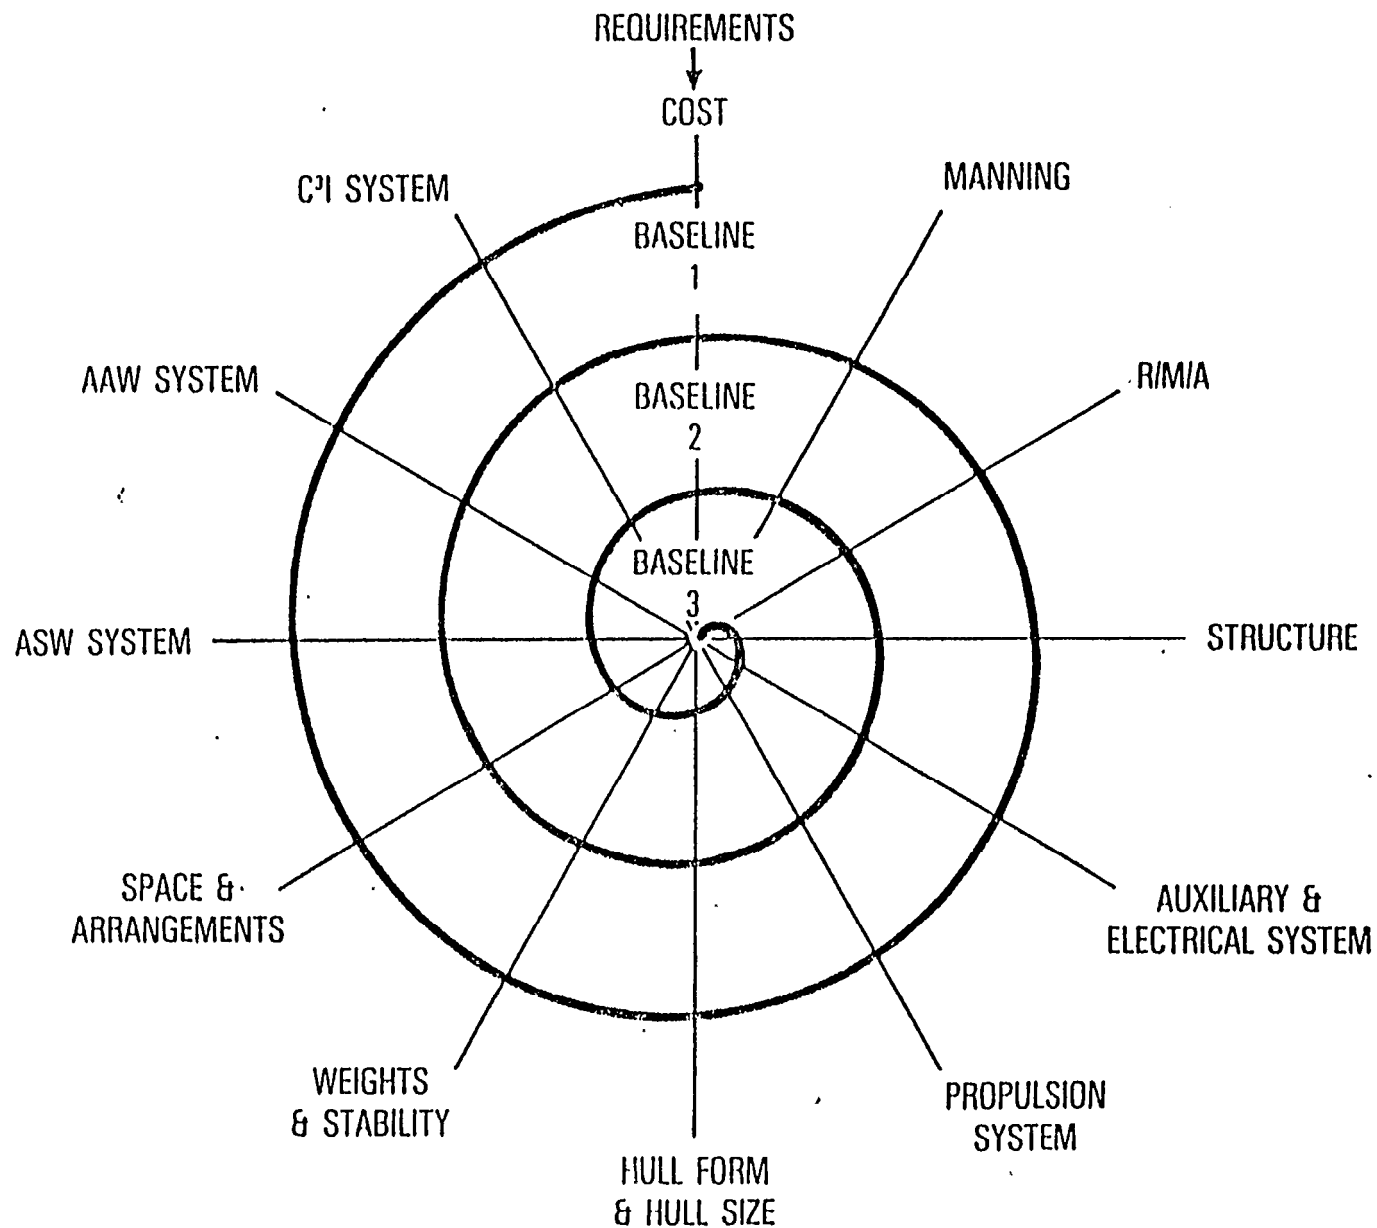 REQUIREMENTS
COST
C³I SYSTEM
MANNING
BASELINE
1
AAW SYSTEM
R/M/A
BASELINE
2
BASELINE
3
ASW SYSTEM
STRUCTURE
SPACE &
ARRANGEMENTS
AUXILIARY &
ELECTRICAL SYSTEM
WEIGHTS
& STABILITY
PROPULSION
SYSTEM
HULL FORM
& HULL SIZE